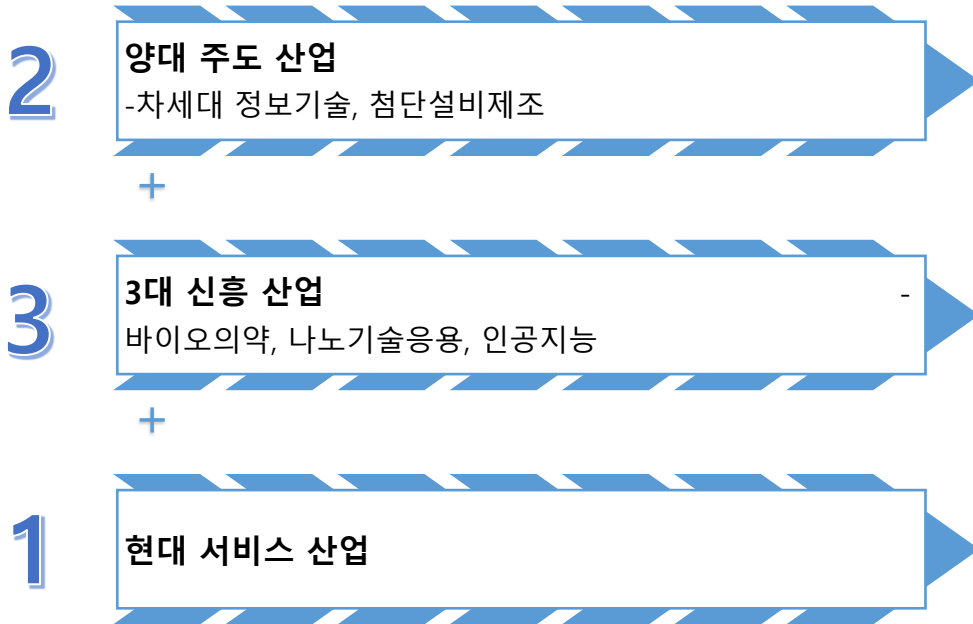 2
양대 주도 산업
-차세대 정보기술, 첨단설비제조
+
3
3대 신흥 산업 -
바이오의약, 나노기술응용, 인공지능
+
1
현대 서비스 산업